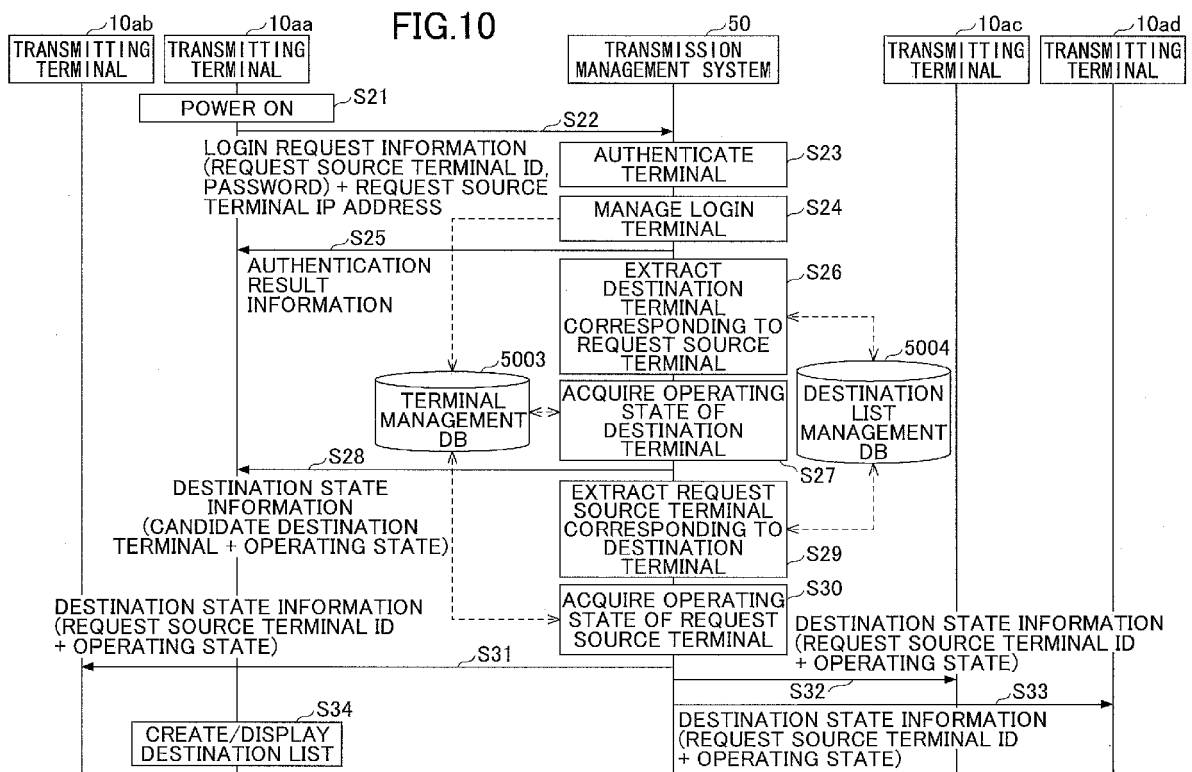 FIG.10
10ab
TRANSMITTING
TERMINAL
10aa
TRANSMITTING
TERMINAL
50
TRANSMISSION
MANAGEMENT SYSTEM
10ac
TRANSMITTING
TERMINAL
10ad
TRANSMITTING
TERMINAL
POWER ON
S21
S22
LOGIN REQUEST INFORMATION
(REQUEST SOURCE TERMINAL ID,
PASSWORD) + REQUEST SOURCE
TERMINAL IP ADDRESS
AUTHENTICATE
TERMINAL
S23
MANAGE LOGIN
TERMINAL
S24
S25
AUTHENTICATION
RESULT
INFORMATION
EXTRACT
DESTINATION
TERMINAL
CORRESPONDING TO
REQUEST SOURCE
TERMINAL
S26
5003
TERMINAL
MANAGEMENT
DB
5004
DESTINATION
LIST
MANAGEMENT
DB
ACQUIRE OPERATING
STATE OF
DESTINATION
TERMINAL
S27
S28
DESTINATION STATE
INFORMATION
(CANDIDATE DESTINATION
TERMINAL + OPERATING STATE)
EXTRACT REQUEST
SOURCE TERMINAL
CORRESPONDING TO
DESTINATION
TERMINAL
S29
ACQUIRE OPERATING
STATE OF REQUEST
SOURCE TERMINAL
S30
DESTINATION STATE INFORMATION
(REQUEST SOURCE TERMINAL ID
+ OPERATING STATE)
S31
DESTINATION STATE INFORMATION
(REQUEST SOURCE TERMINAL ID
+ OPERATING STATE)
S32
S33
DESTINATION STATE INFORMATION
(REQUEST SOURCE TERMINAL ID
+ OPERATING STATE)
S34
CREATE/DISPLAY
DESTINATION LIST